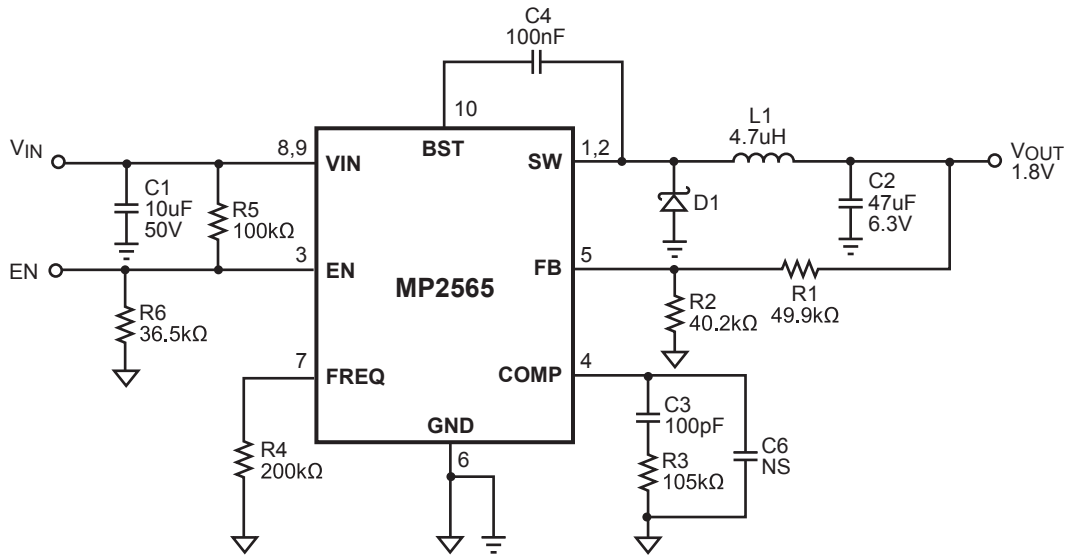 C4
100nF
10
L1
4.7uH
VIN
8,9
VIN
BST
SW
1,2
VOUT
1.8V
C1
10uF
50V
R5
100kΩ
D1
C2
47uF
6.3V
EN
3
EN
MP2565
FB
5
R1
49.9kΩ
R2
40.2kΩ
R6
36.5kΩ
7
FREQ
COMP
4
GND
6
R4
200kΩ
C3
100pF
R3
105kΩ
C6
NS